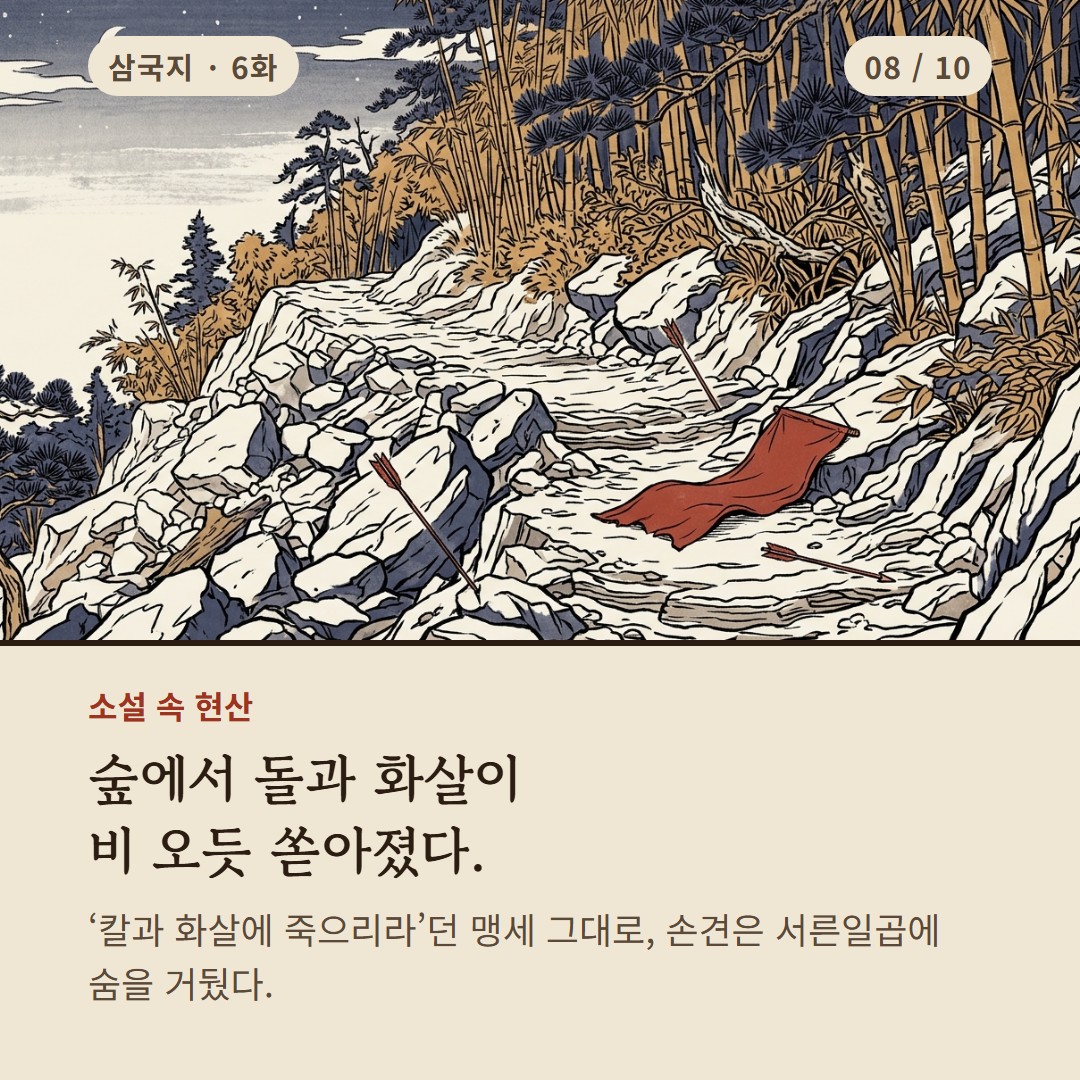 삼국지 · 6화
08 / 10
소설 속 현산
숲에서 돌과 화살이
비 오듯 쏟아졌다.
‘칼과 화살에 죽으리라’던 맹세 그대로, 손견은 서른일곱에
숨을 거뒀다.